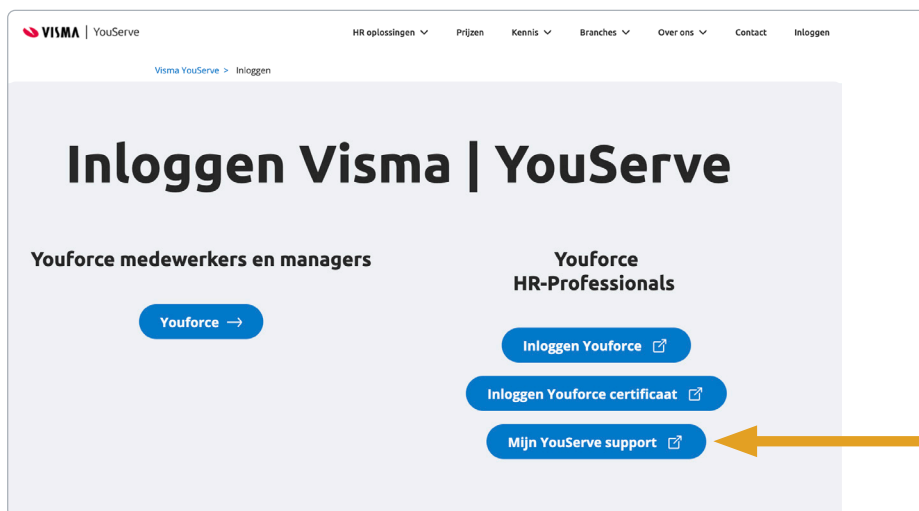 VISMA | YouServe
HR oplossingen Prijzen Kennis Branches Over ons Contact Inloggen
Visma YouServe > Inloggen
Inloggen Visma | YouServe
Youforce medewerkers en managers
Youforce →
Youforce
HR-Professionals
Inloggen Youforce
Inloggen Youforce certificaat
Mijn YouServe support